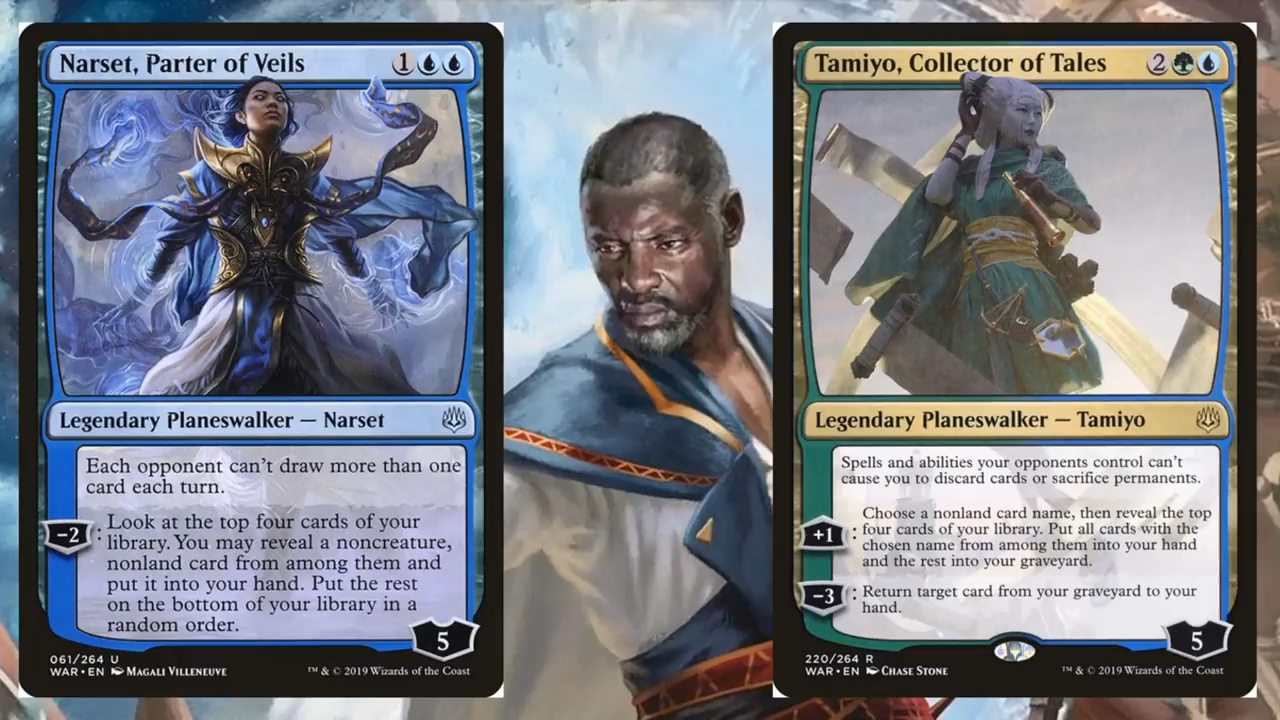 Narset, Parter of Veils 1
Legendary Planeswalker — Narset
Each opponent can't draw more than one
card each turn.
-2 : Look at the top four cards of your
library. You may reveal a noncreature,
nonland card from among them and
put it into your hand. Put the rest
on the bottom of your library in a
random order.
5
061/264 U
WAR • EN Magali Villeneuve
™ & © 2019 Wizards of the Coast
Tamiyo, Collector of Tales 2
Legendary Planeswalker — Tamiyo
Spells and abilities your opponents control can't
cause you to discard cards or sacrifice permanents.
Choose a nonland card name, then reveal the top
+1 : four cards of your library. Put all cards with the
chosen name from among them into your hand
and the rest into your graveyard.
-3 : Return target card from your graveyard to your
hand.
5
220/264 R
WAR • EN Chase Stone
™ & © 2019 Wizards of the Coast